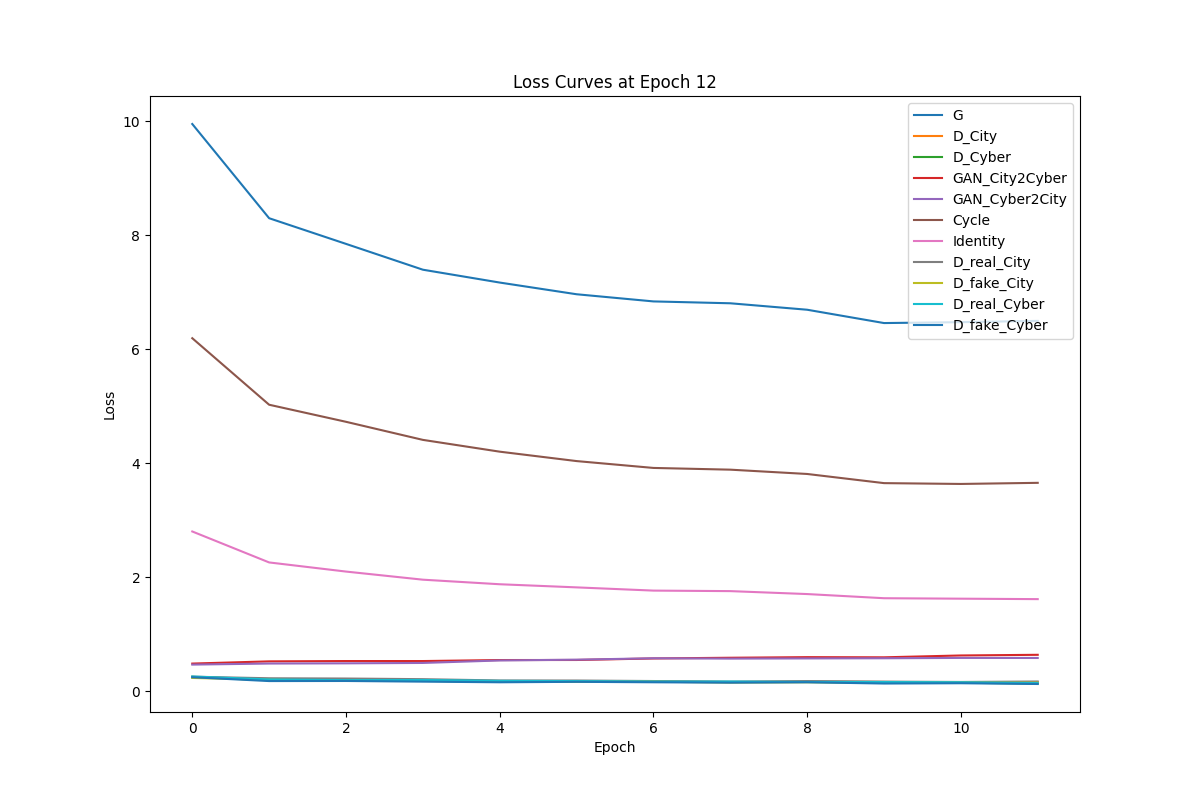 Loss Curves at Epoch 12
10
8
6
4
2
0
Loss
0 2 4 6 8 10
Epoch
G
D_City
D_Cyber
GAN_City2Cyber
GAN_Cyber2City
Cycle
Identity
D_real_City
D_fake_City
D_real_Cyber
D_fake_Cyber